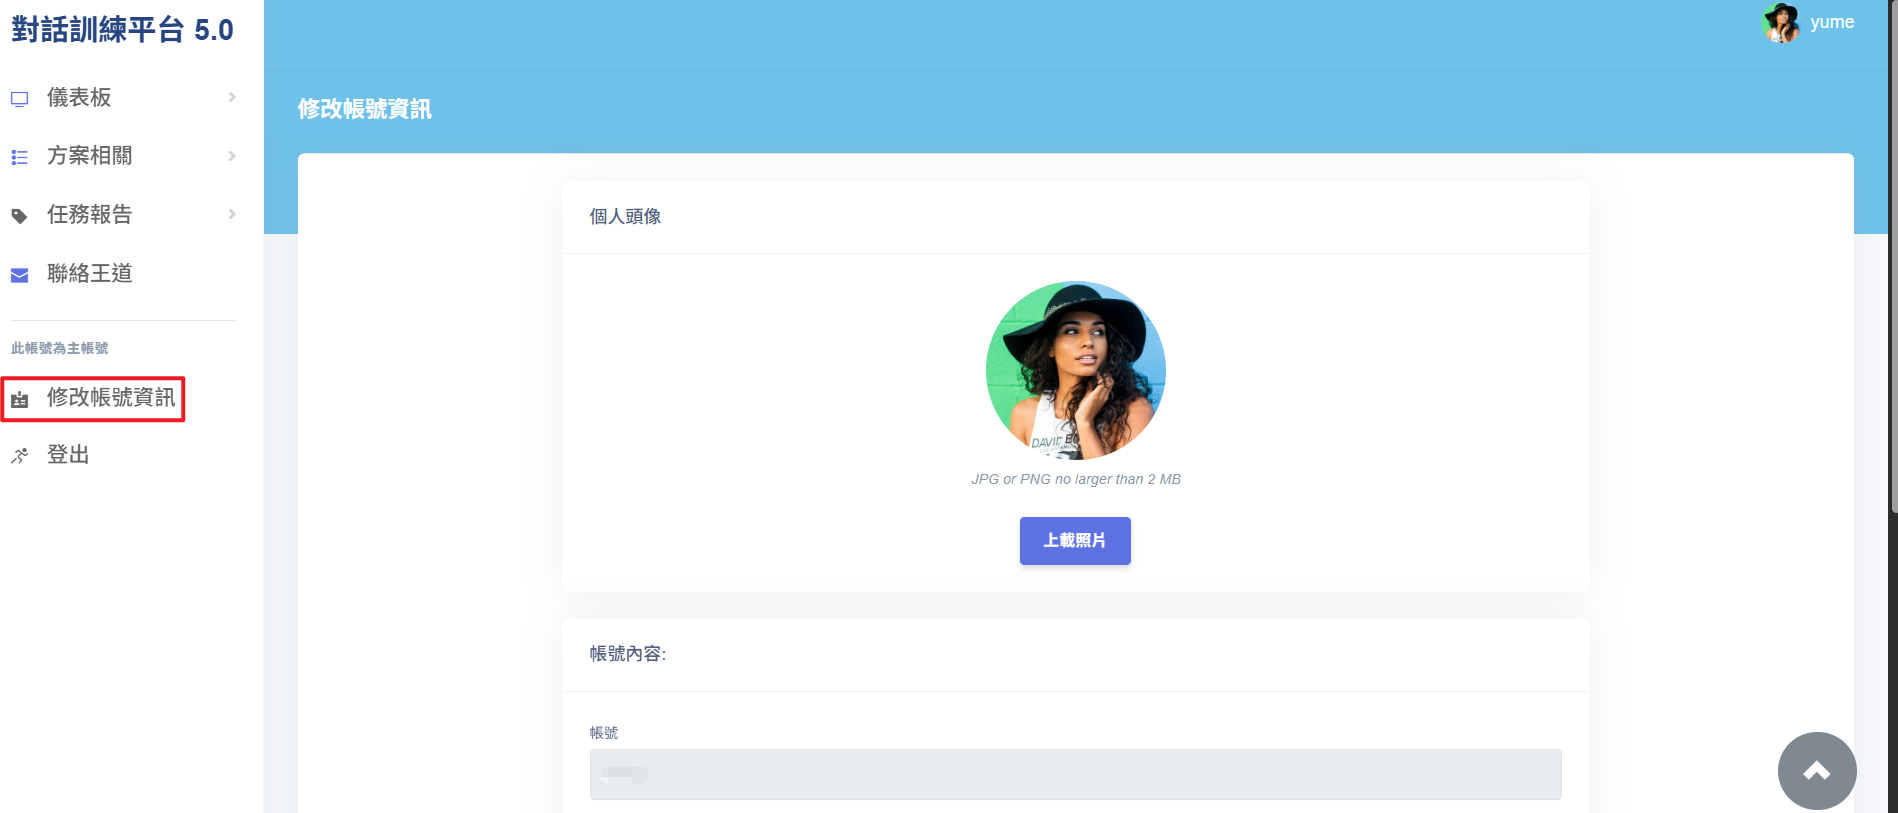 對話訓練平台 5.0
儀表板
方案相關
任務報告
聯絡王道
此帳號為主帳號
修改帳號資訊
登出
yume
修改帳號資訊
個人頭像
DAVID BO
JPG or PNG no larger than 2 MB
上載照片
帳號內容:
帳號